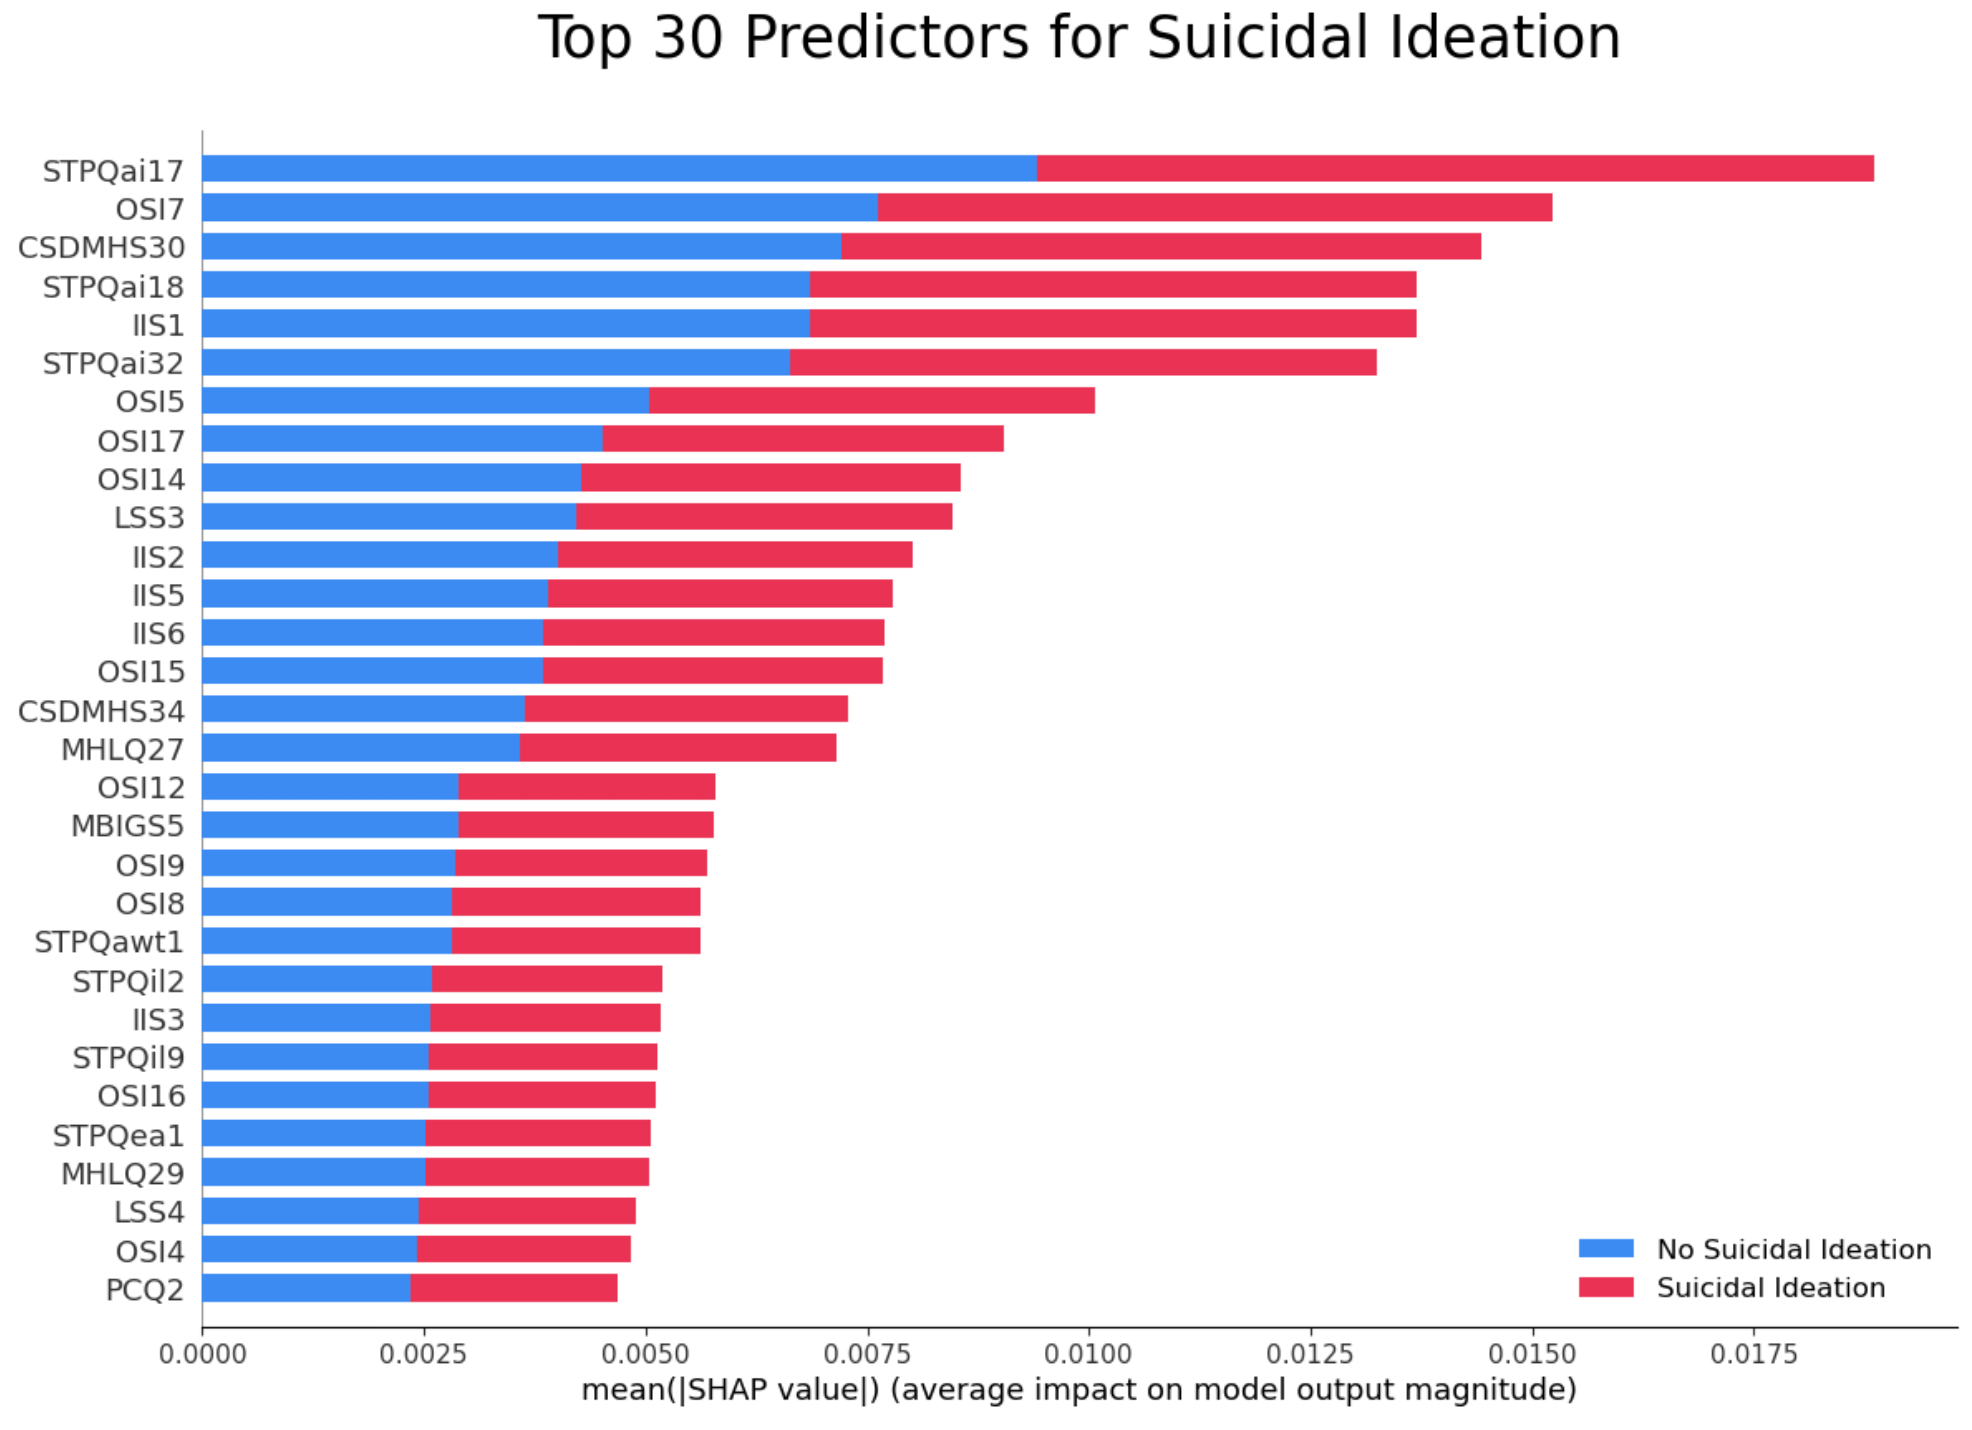 Top 30 Predictors for Suicidal Ideation
STPQai17
OSI7
CSDMHS30
STPQai18
IIS1
STPQai32
OSI5
OSI17
OSI14
LSS3
IIS2
IIS5
IIS6
OSI15
CSDMHS34
MHLQ27
OSI12
MBIGS5
OSI9
OSI8
STPQawt1
STPQil2
IIS3
STPQil9
OSI16
STPQea1
MHLQ29
LSS4
OSI4
PCQ2
No Suicidal Ideation
Suicidal Ideation
0.0000 0.0025 0.0050 0.0075 0.0100 0.0125 0.0150 0.0175
mean(|SHAP value|) (average impact on model output magnitude)